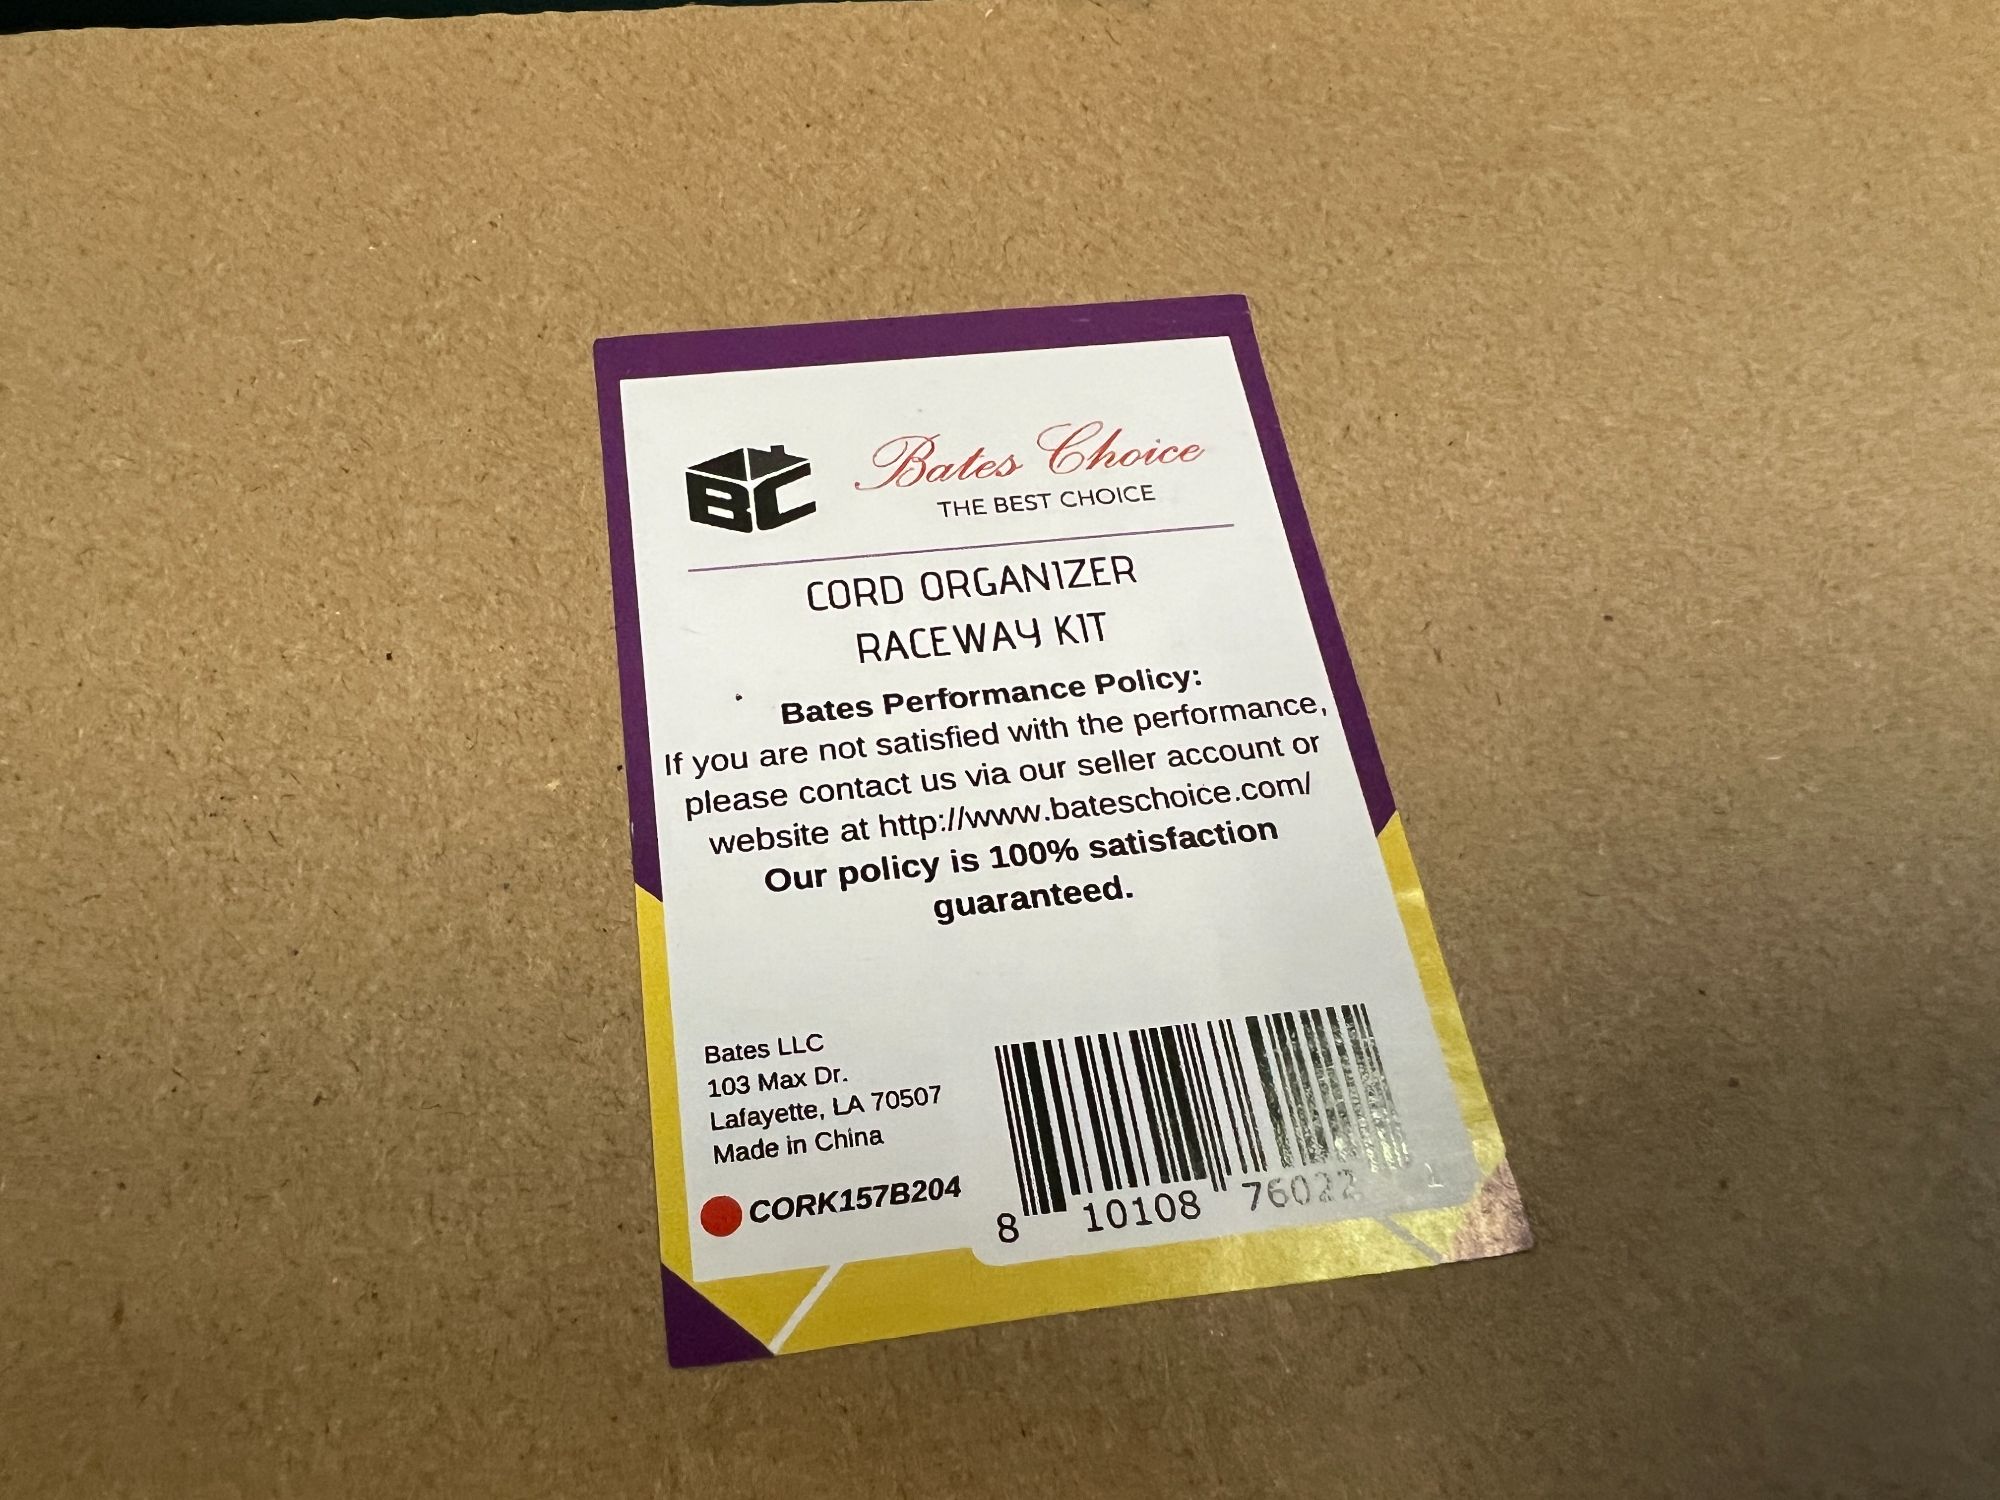 BC
Bates Choice
THE BEST CHOICE
CORD ORGANIZER
RACEWAY KIT
Bates Performance Policy:
If you are not satisfied with the performance,
please contact us via our seller account or
website at http://www.bateschoice.com/
Our policy is 100% satisfaction
guaranteed.
Bates LLC
103 Max Dr.
Lafayette, LA 70507
Made in China
CORK157B204
8 10108 76022